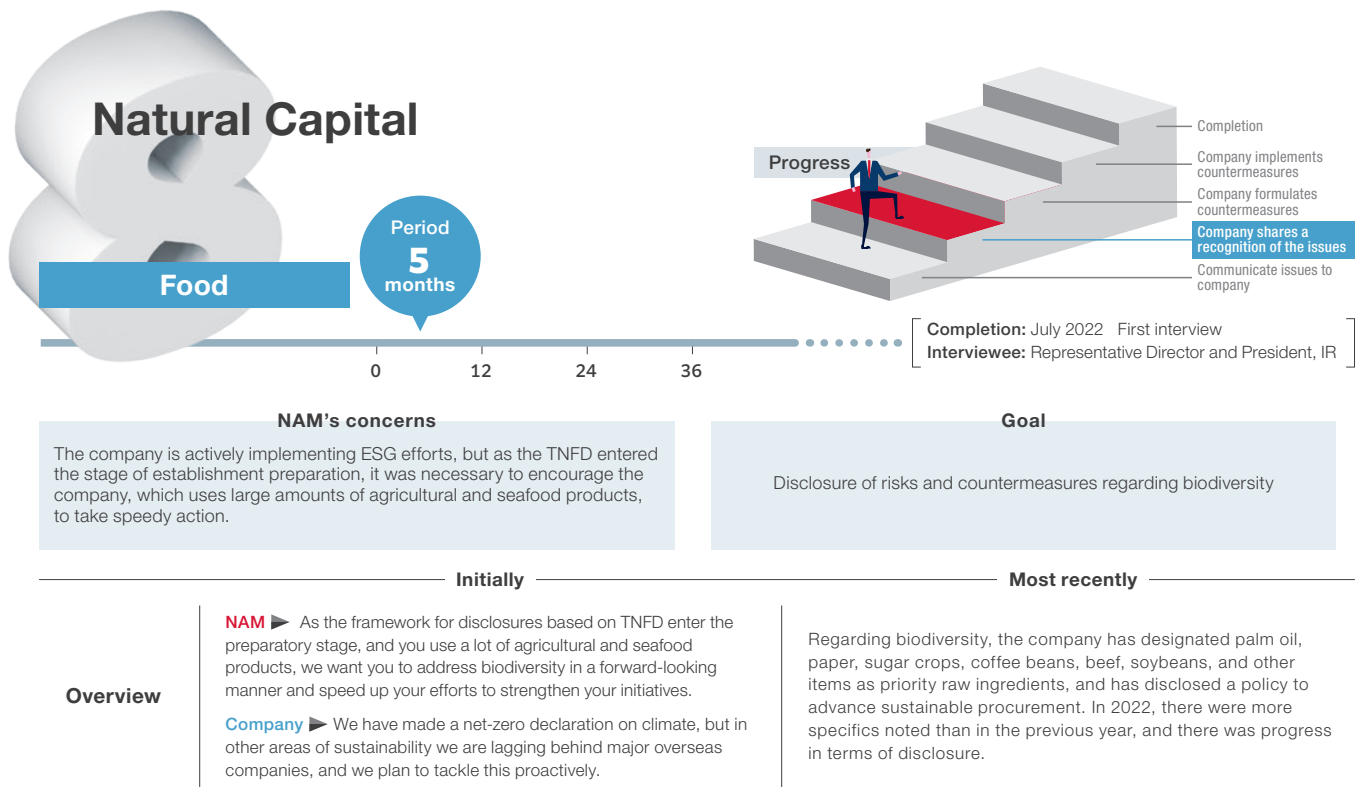 Natural Capital
Food
Period
5
months
0
12
24
36
Progress
Completion
Company implements
countermeasures
Company formulates
countermeasures
Company shares a
recognition of the issues
Communicate issues to
company
Completion: July 2022 First interview
Interviewee: Representative Director and President, IR
NAM's concerns
The company is actively implementing ESG efforts, but as the TNFD entered
the stage of establishment preparation, it was necessary to encourage the
company, which uses large amounts of agricultural and seafood products,
to take speedy action.
Goal
Disclosure of risks and countermeasures regarding biodiversity
Initially
Most recently
Overview
NAM ▶ As the framework for disclosures based on TNFD enter the
preparatory stage, and you use a lot of agricultural and seafood
products, we want you to address biodiversity in a forward-looking
manner and speed up your efforts to strengthen your initiatives.
Company ▶ We have made a net-zero declaration on climate, but in
other areas of sustainability we are lagging behind major overseas
companies, and we plan to tackle this proactively.
Regarding biodiversity, the company has designated palm oil,
paper, sugar crops, coffee beans, beef, soybeans, and other
items as priority raw ingredients, and has disclosed a policy to
advance sustainable procurement. In 2022, there were more
specifics noted than in the previous year, and there was progress
in terms of disclosure.
8